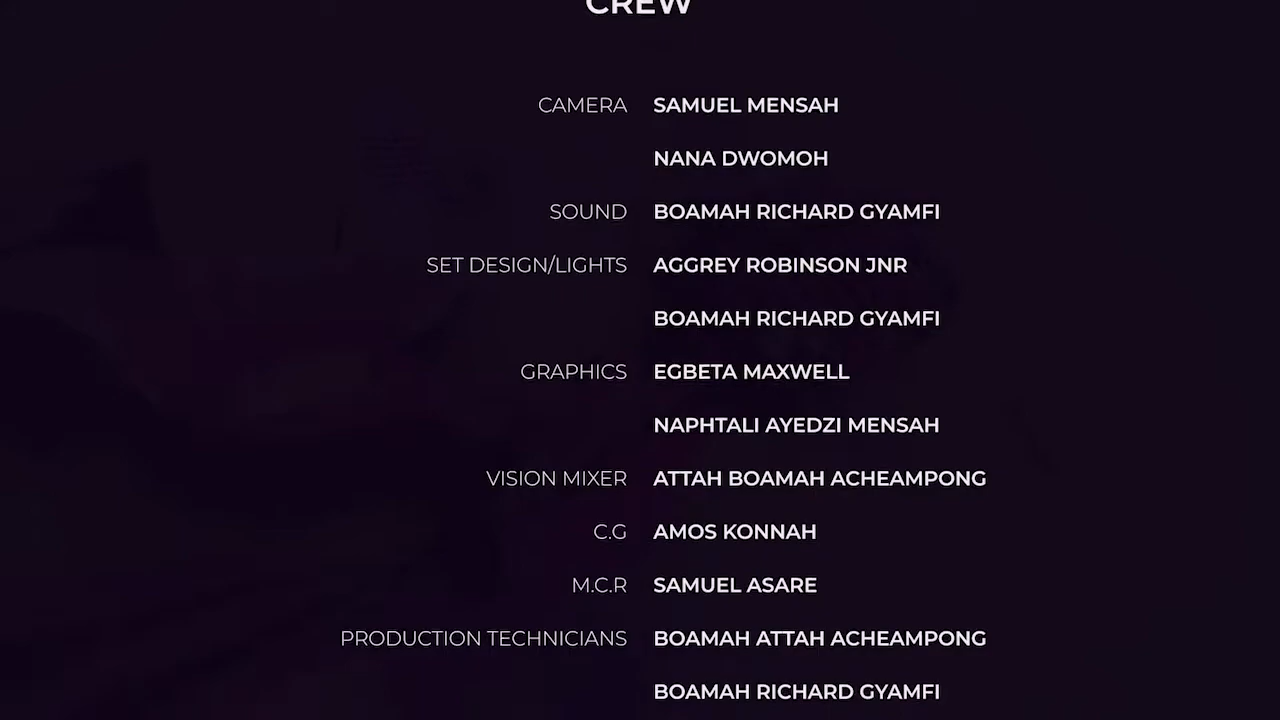 CREW
CAMERA SAMUEL MENSAH
NANA DWOMOH
SOUND BOAMAH RICHARD GYAMFI
SET DESIGN/LIGHTS AGGREY ROBINSON JNR
BOAMAH RICHARD GYAMFI
GRAPHICS EGBETA MAXWELL
NAPHTALI AYEDZI MENSAH
VISION MIXER ATTAH BOAMAH ACHEAMPONG
C.G AMOS KONNAH
M.C.R SAMUEL ASARE
PRODUCTION TECHNICIANS BOAMAH ATTAH ACHEAMPONG
BOAMAH RICHARD GYAMFI